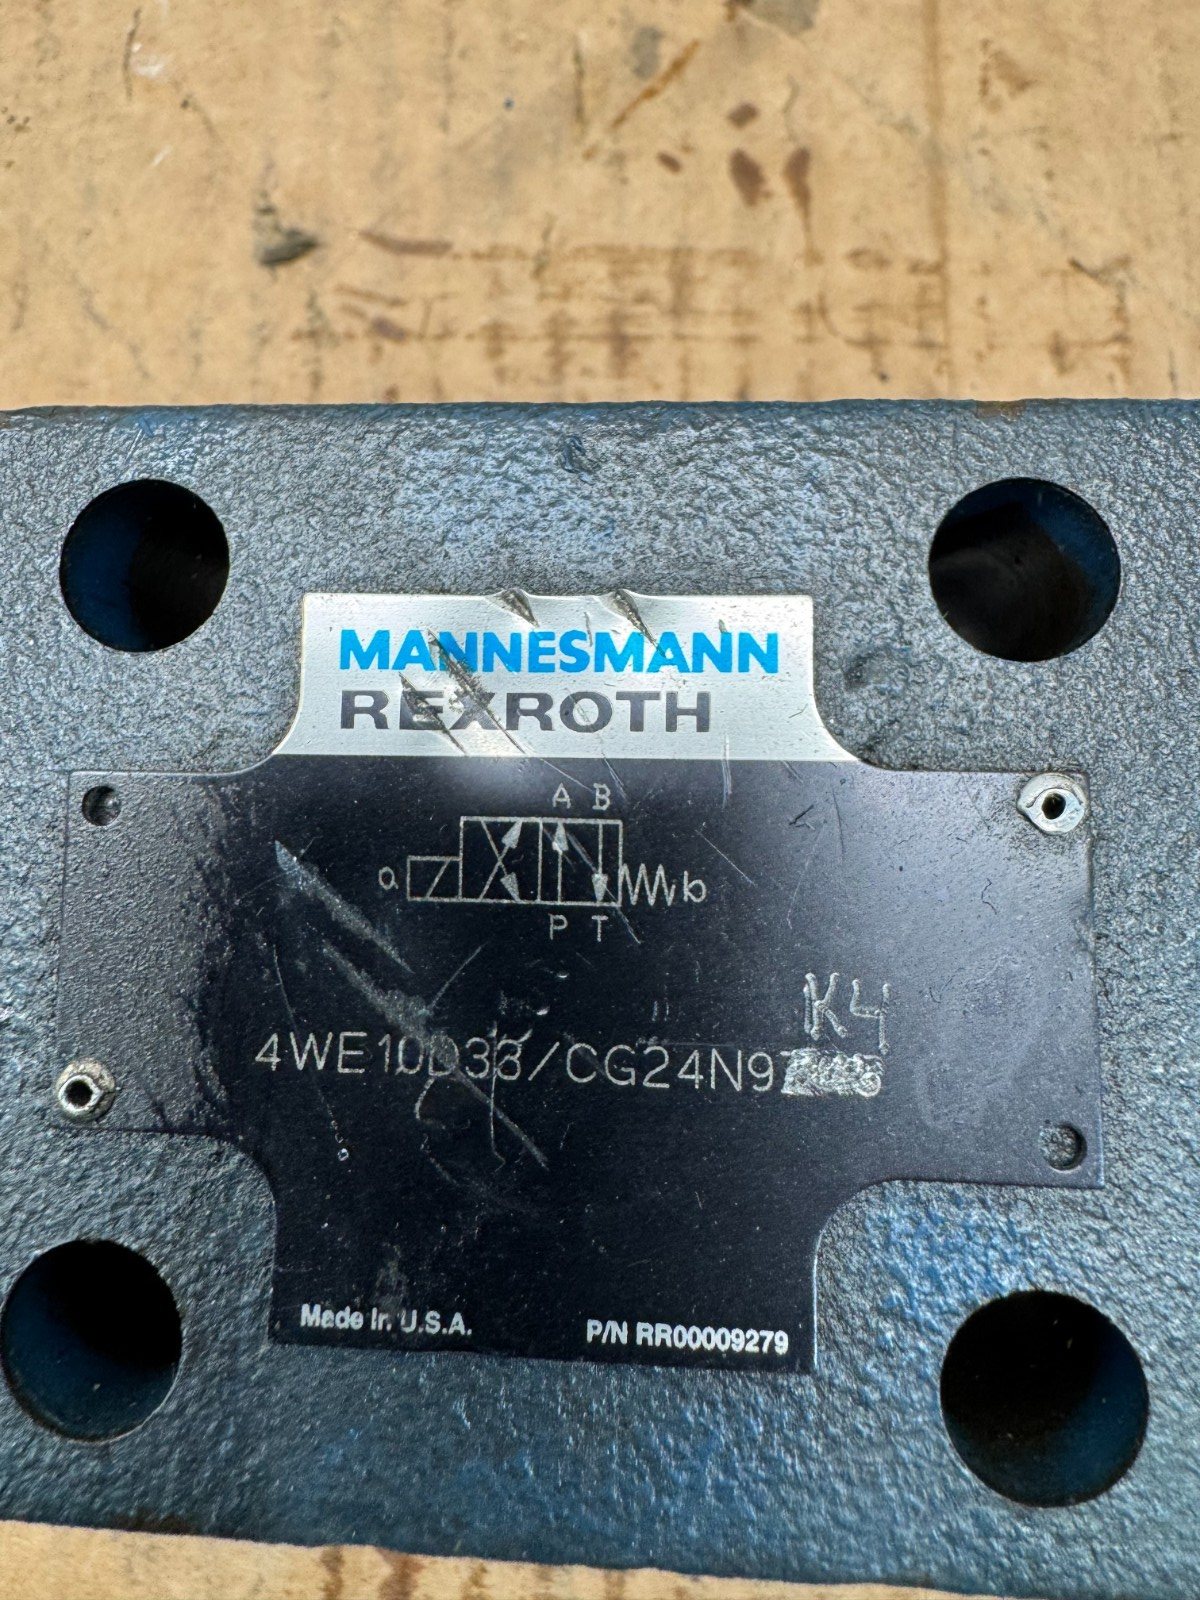 MANNESMANN
REXROTH
A B
a b
P T
K4
4WE10D33/CG24N9
Made In U.S.A.
P/N RR00009279